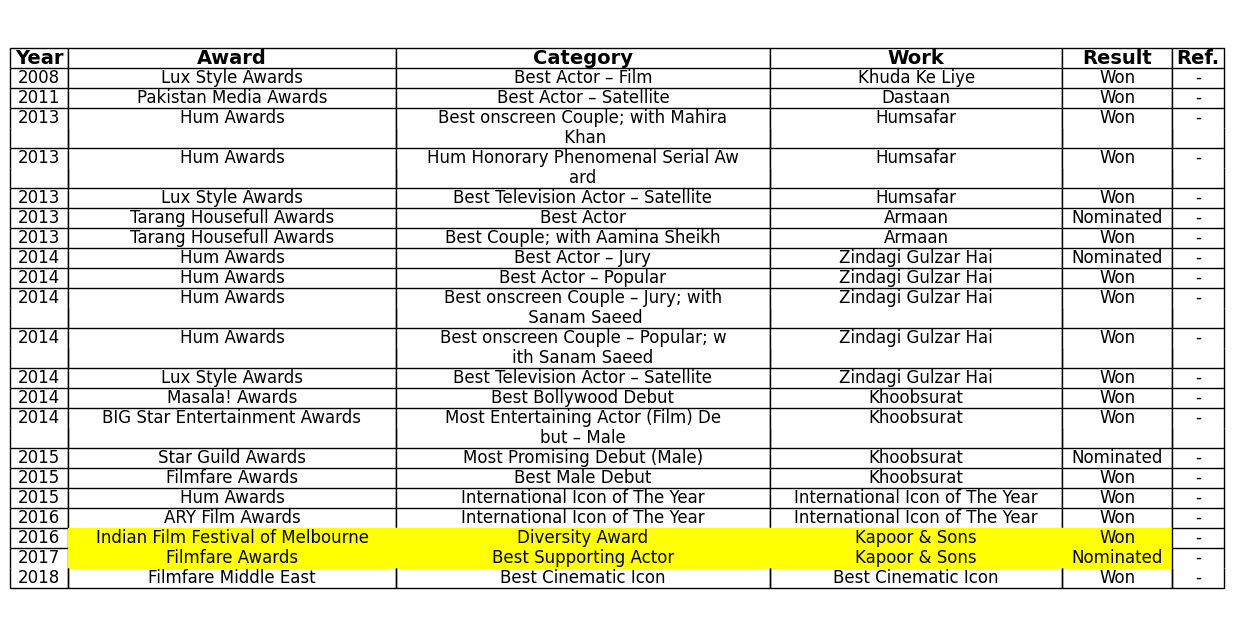 Year Award Category Work Result Ref.
2008 Lux Style Awards Best Actor – Film Khuda Ke Liye Won -
2011 Pakistan Media Awards Best Actor – Satellite Dastaan Won -
2013 Hum Awards Best onscreen Couple; with Mahira Humsafar Won -
Khan
2013 Hum Awards Hum Honorary Phenomenal Serial Aw Humsafar Won -
ard
2013 Lux Style Awards Best Television Actor – Satellite Humsafar Won -
2013 Tarang Housefull Awards Best Actor Armaan Nominated -
2013 Tarang Housefull Awards Best Couple; with Aamina Sheikh Armaan Won -
2014 Hum Awards Best Actor – Jury Zindagi Gulzar Hai Nominated -
2014 Hum Awards Best Actor – Popular Zindagi Gulzar Hai Won -
2014 Hum Awards Best onscreen Couple – Jury; with Zindagi Gulzar Hai Won -
Sanam Saeed
2014 Hum Awards Best onscreen Couple – Popular; w Zindagi Gulzar Hai Won -
ith Sanam Saeed
2014 Lux Style Awards Best Television Actor – Satellite Zindagi Gulzar Hai Won -
2014 Masala! Awards Best Bollywood Debut Khoobsurat Won -
2014 BIG Star Entertainment Awards Most Entertaining Actor (Film) De Khoobsurat Won -
but – Male
2015 Star Guild Awards Most Promising Debut (Male) Khoobsurat Nominated -
2015 Filmfare Awards Best Male Debut Khoobsurat Won -
2015 Hum Awards International Icon of The Year International Icon of The Year Won -
2016 ARY Film Awards International Icon of The Year International Icon of The Year Won -
2016 Indian Film Festival of Melbourne Diversity Award Kapoor & Sons Won -
2017 Filmfare Awards Best Supporting Actor Kapoor & Sons Nominated -
2018 Filmfare Middle East Best Cinematic Icon Best Cinematic Icon Won -